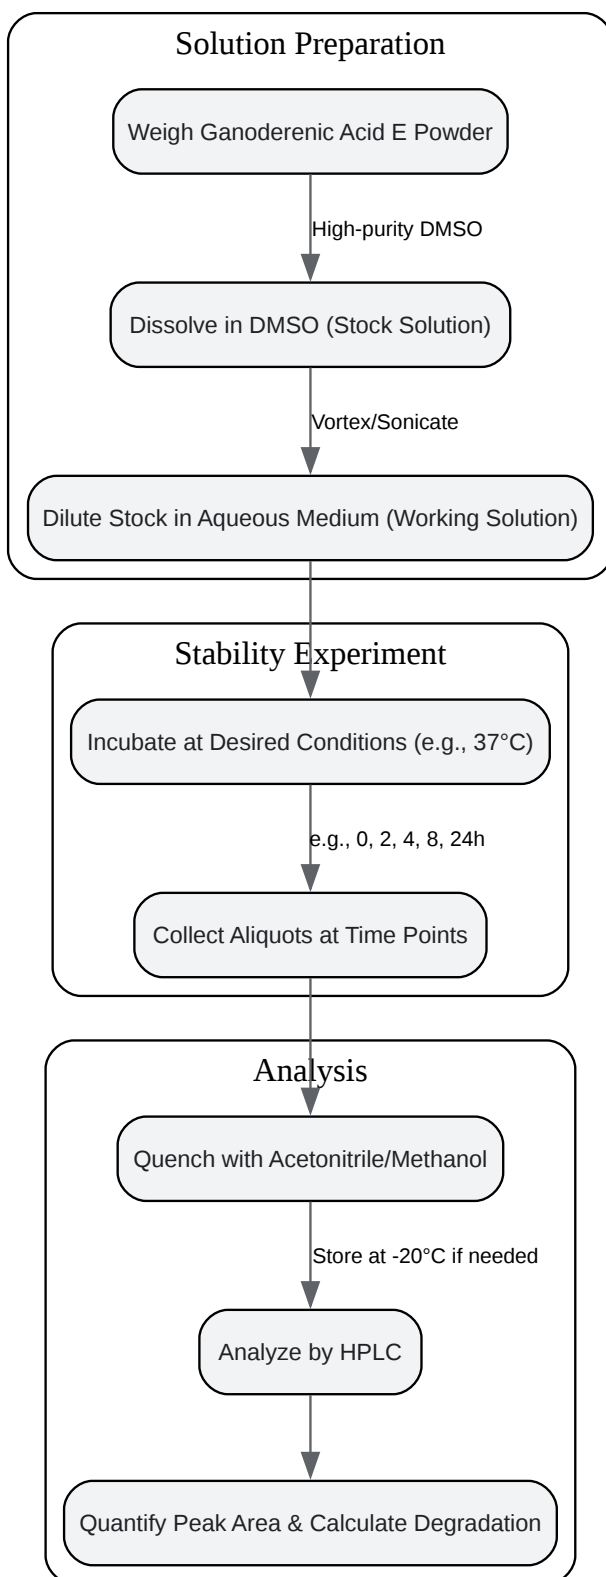 Solution Preparation
Weigh Ganoderenic Acid E Powder
High-purity DMSO
Dissolve in DMSO (Stock Solution)
Vortex/Sonicate
Dilute Stock in Aqueous Medium (Working Solution)
Stability Experiment
Incubate at Desired Conditions (e.g., 37°C)
e.g., 0, 2, 4, 8, 24h
Collect Aliquots at Time Points
Analysis
Quench with Acetonitrile/Methanol
Store at -20°C if needed
Analyze by HPLC
Quantify Peak Area & Calculate Degradation